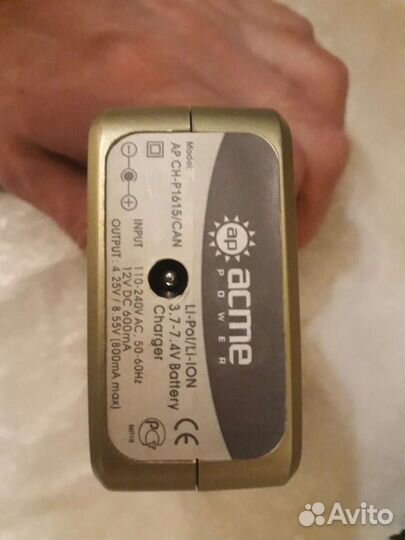 ap
acme
POWER
Model:
AP CH-P1615/CAN
Li-Pol/Li-ION
3.7-7.4V Battery
Charger
INPUT : 110-240V AC, 50-60Hz
12V DC 600mA
OUTPUT : 4.25V / 8.55V (800mA max)
CE
Avito